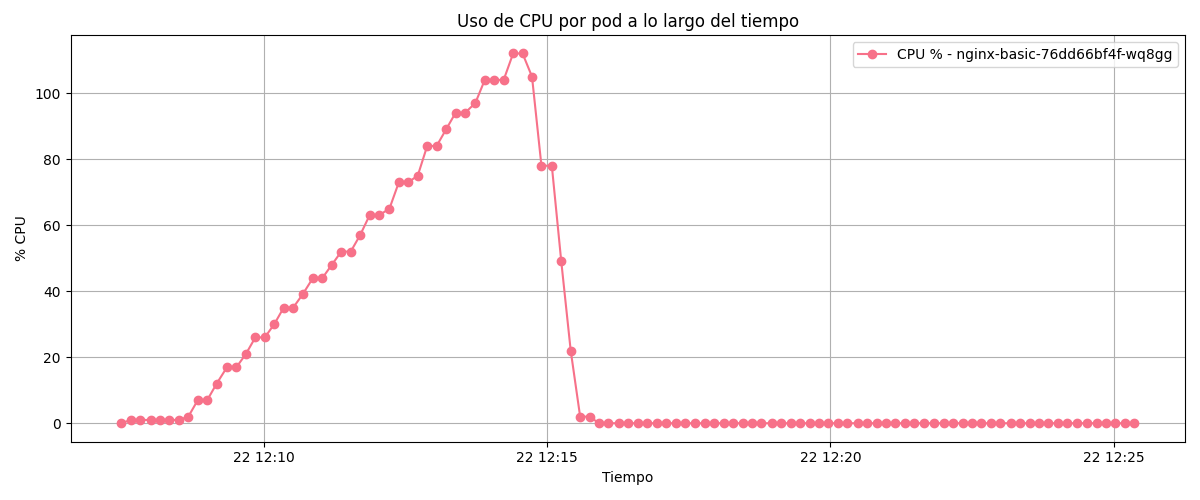 Uso de CPU por pod a lo largo del tiempo
CPU % - nginx-basic-76dd66bf4f-wq8gg
% CPU
100
80
60
40
20
0
22 12:10
22 12:15
22 12:20
22 12:25
Tiempo